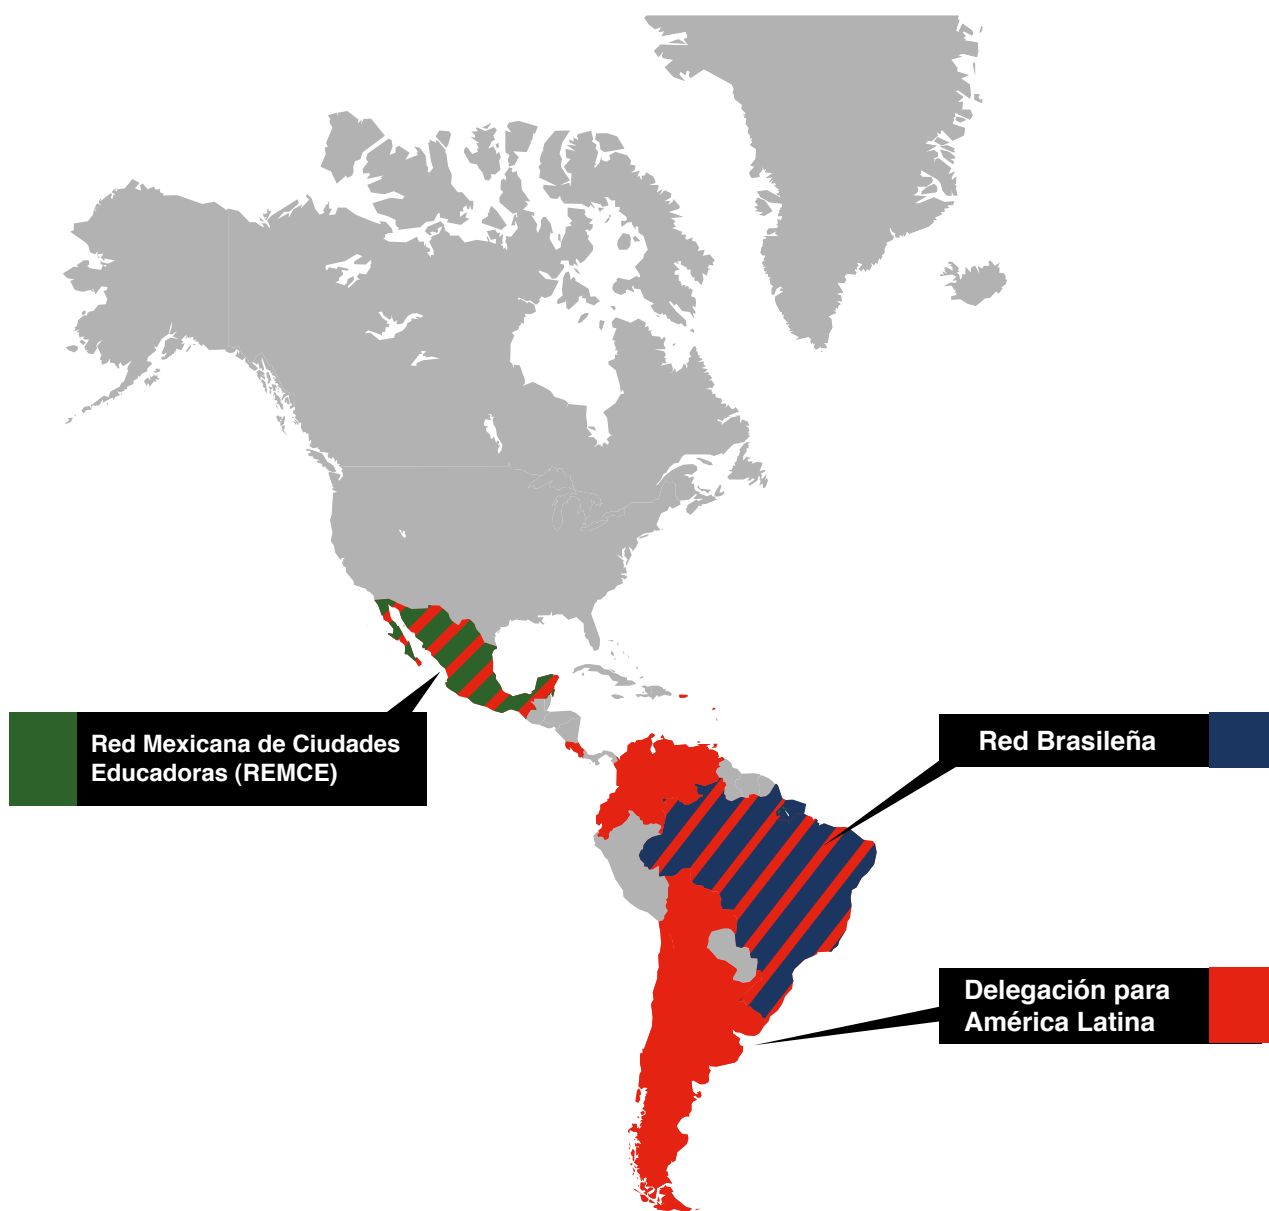 Red Mexicana de Ciudades
Educadoras (REMCE)
Red Brasileña
Delegación para
América Latina